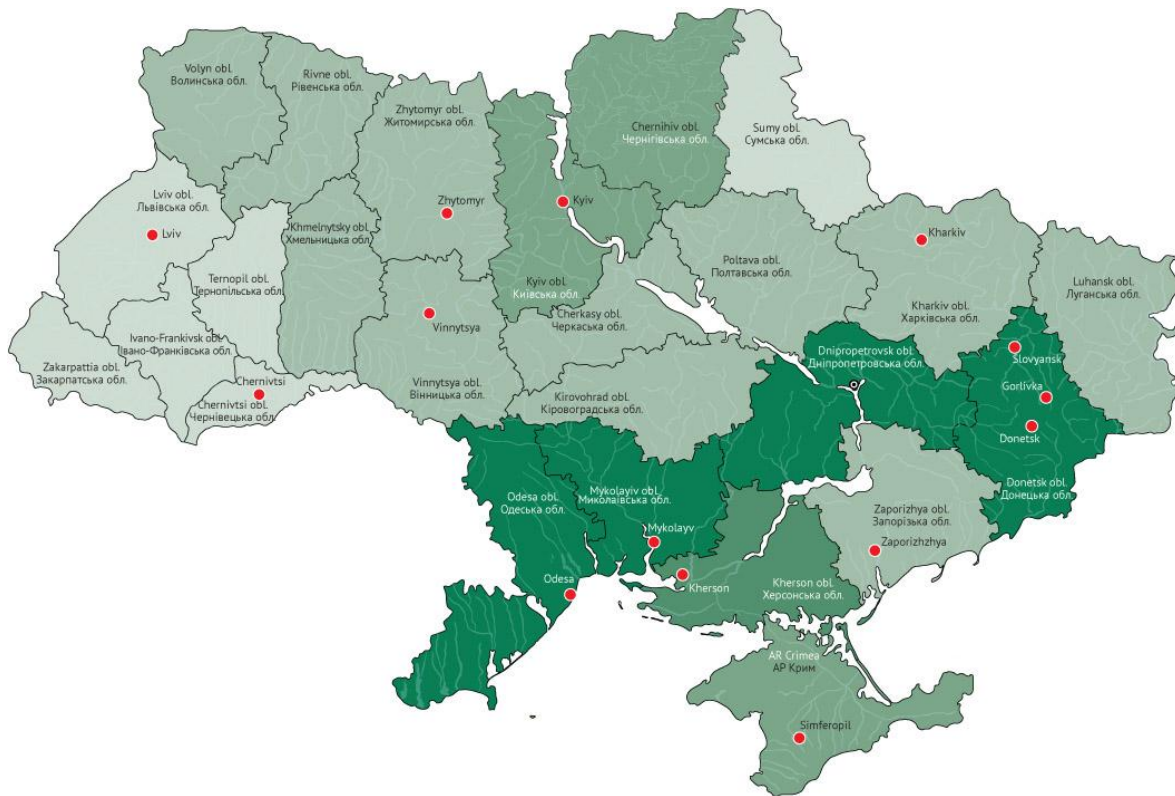 Volyn obl.
Волинська обл.
Rivne obl.
Рівненська обл.
Zhytomyr obl.
Житомирська обл.
Zhytomyr
Chernihiv obl.
Чернігівська обл.
Sumy obl.
Сумська обл.
Lviv obl.
Львівська обл.
Lviv
Khmelnytsky obl.
Хмельницька обл.
Kyiv
Kyiv obl.
Київська обл.
Kharkiv
Kharkiv obl.
Харківська обл.
Poltava obl.
Полтавська обл.
Luhansk obl.
Луганська обл.
Ternopil obl.
Тернопільська обл.
Cherkasy obl.
Черкаська обл.
Vinnytsya
Vinnytsya obl.
Вінницька обл.
Ivano-Frankivsk obl.
Івано-Франківська обл.
Zakarpattia obl.
Закарпатська обл.
Chernivtsi
Chernivtsi obl.
Чернівецька обл.
Kirovohrad obl.
Кіровоградська обл.
Dnipropetrovsk obl.
Дніпропетровська обл.
Slovyansk
Gorlivka
Donetsk
Donetsk obl.
Донецька обл.
Odesa obl.
Одеська обл.
Odesa
Mykolayiv obl.
Миколаївська обл.
Mykolayv
Zaporizhya obl.
Запорізька обл.
Zaporizhzhya
Kherson
Kherson obl.
Херсонська обл.
AR Crimea
АР Крим
Simferopil